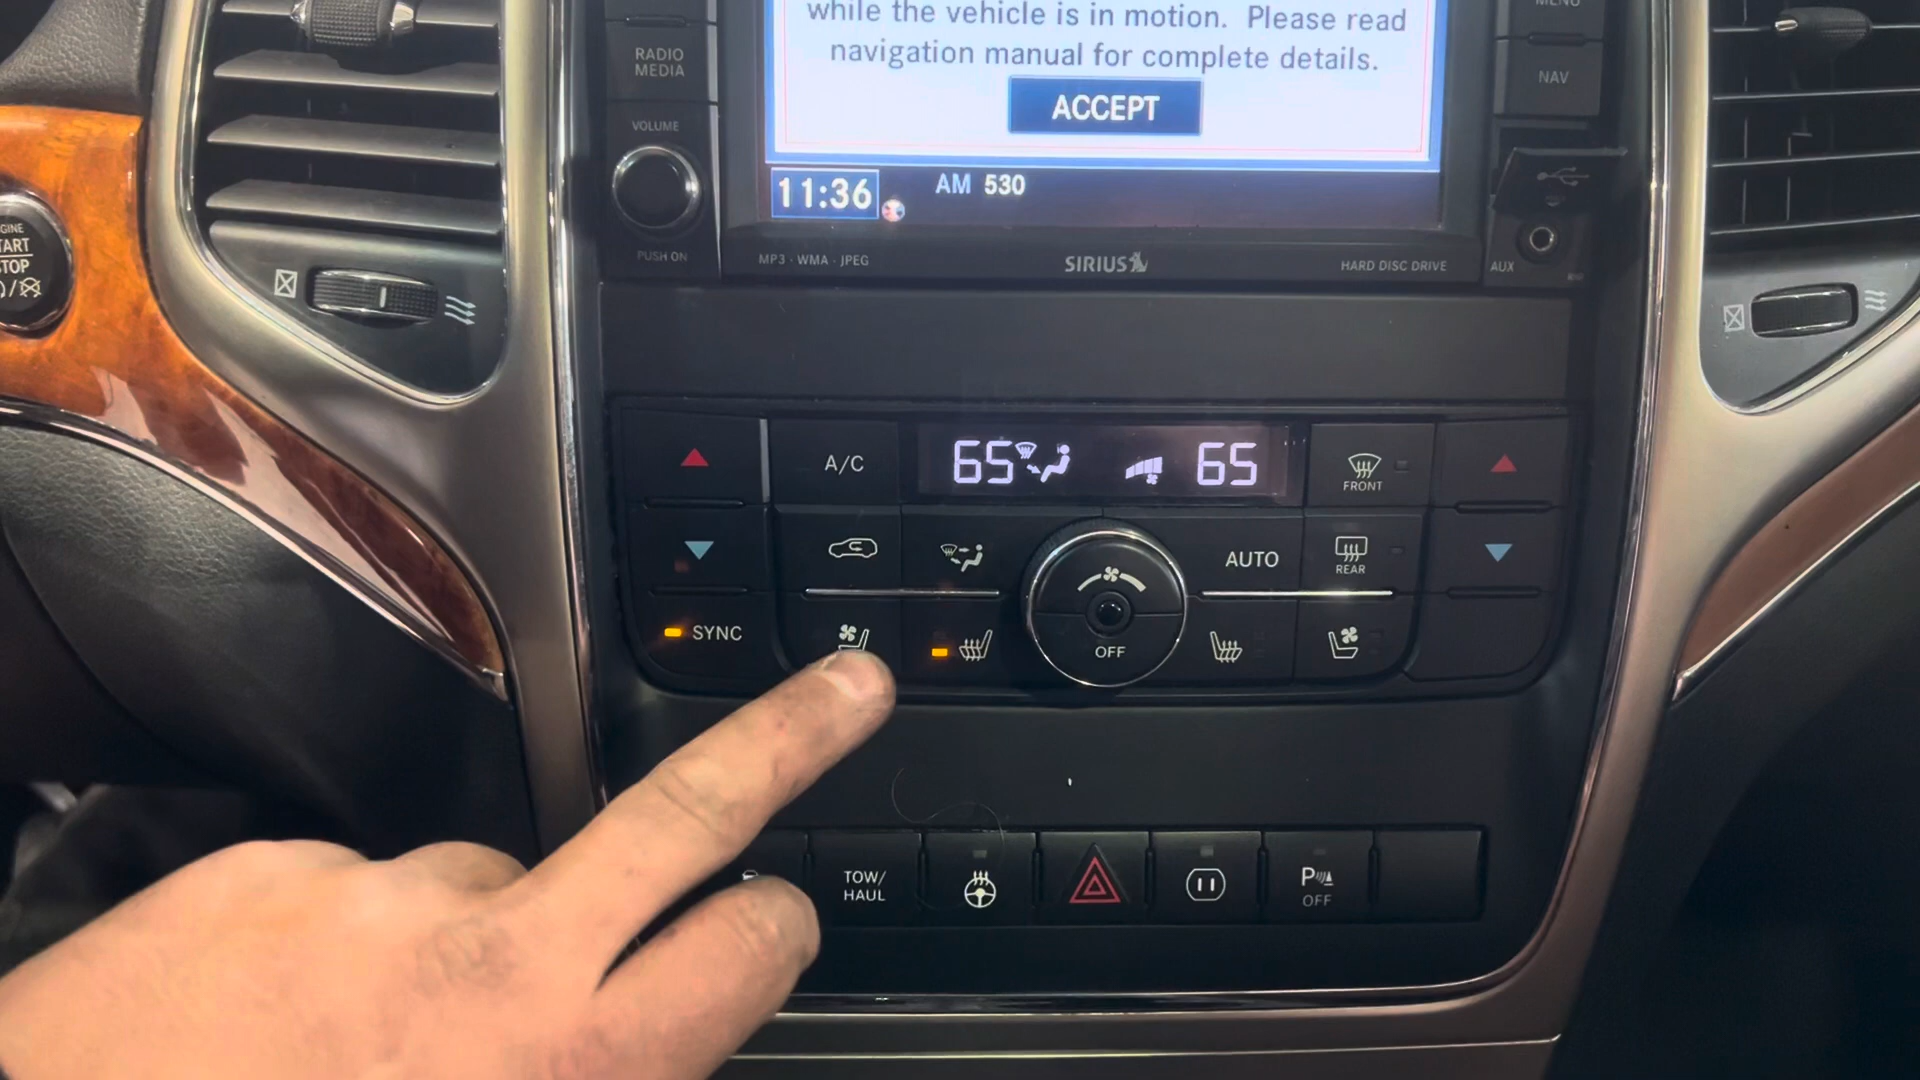 while the vehicle is in motion. Please read
navigation manual for complete details.
ACCEPT
11:36
AM 530
RADIO
MEDIA
VOLUME
PUSH ON
MENU
NAV
MP3 · WMA · JPEG
SIRIUS
HARD DISC DRIVE
AUX
START
STOP
A/C
65
65
FRONT
AUTO
REAR
SYNC
OFF
TOW/
HAUL
P
OFF